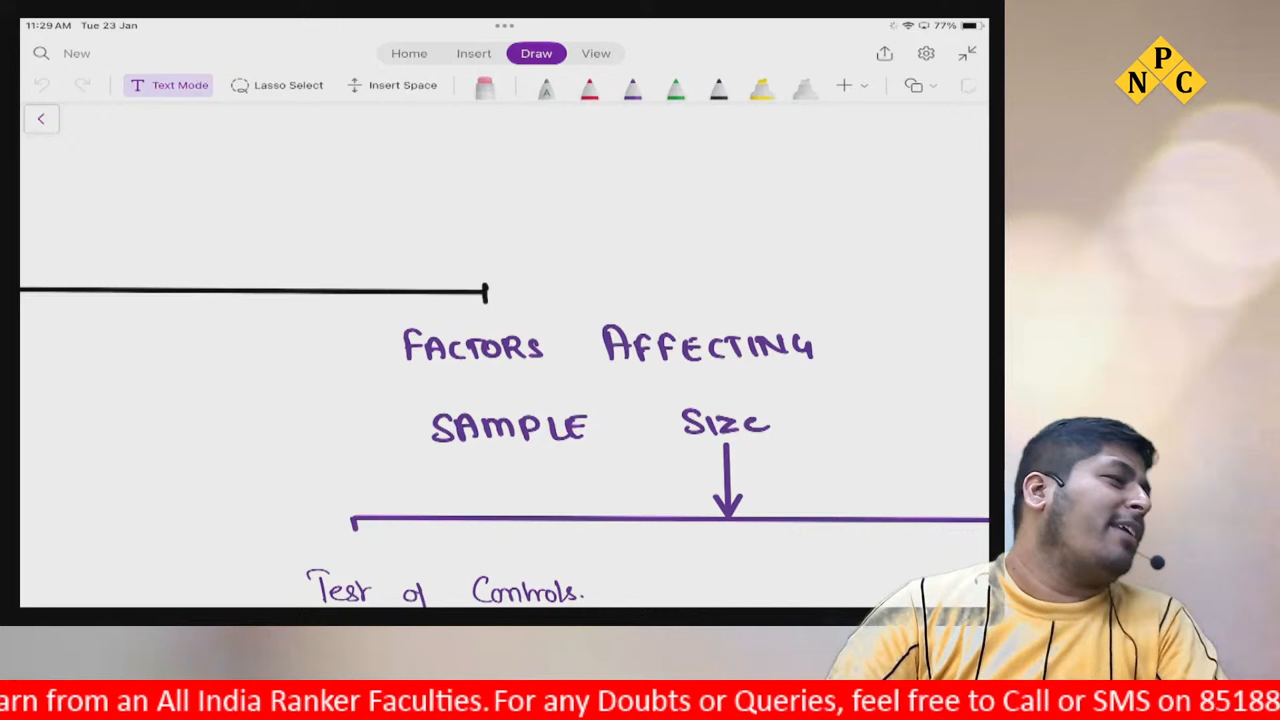 11:29 AM Tue 23 Jan
77%
New
Home Insert Draw View
Text Mode Lasso Select Insert Space
P
N C
FACTORS AFFECTING
SAMPLE SIZE
Test of Controls.
arn from an All India Ranker Faculties. For any Doubts or Queries, feel free to Call or SMS on 85188